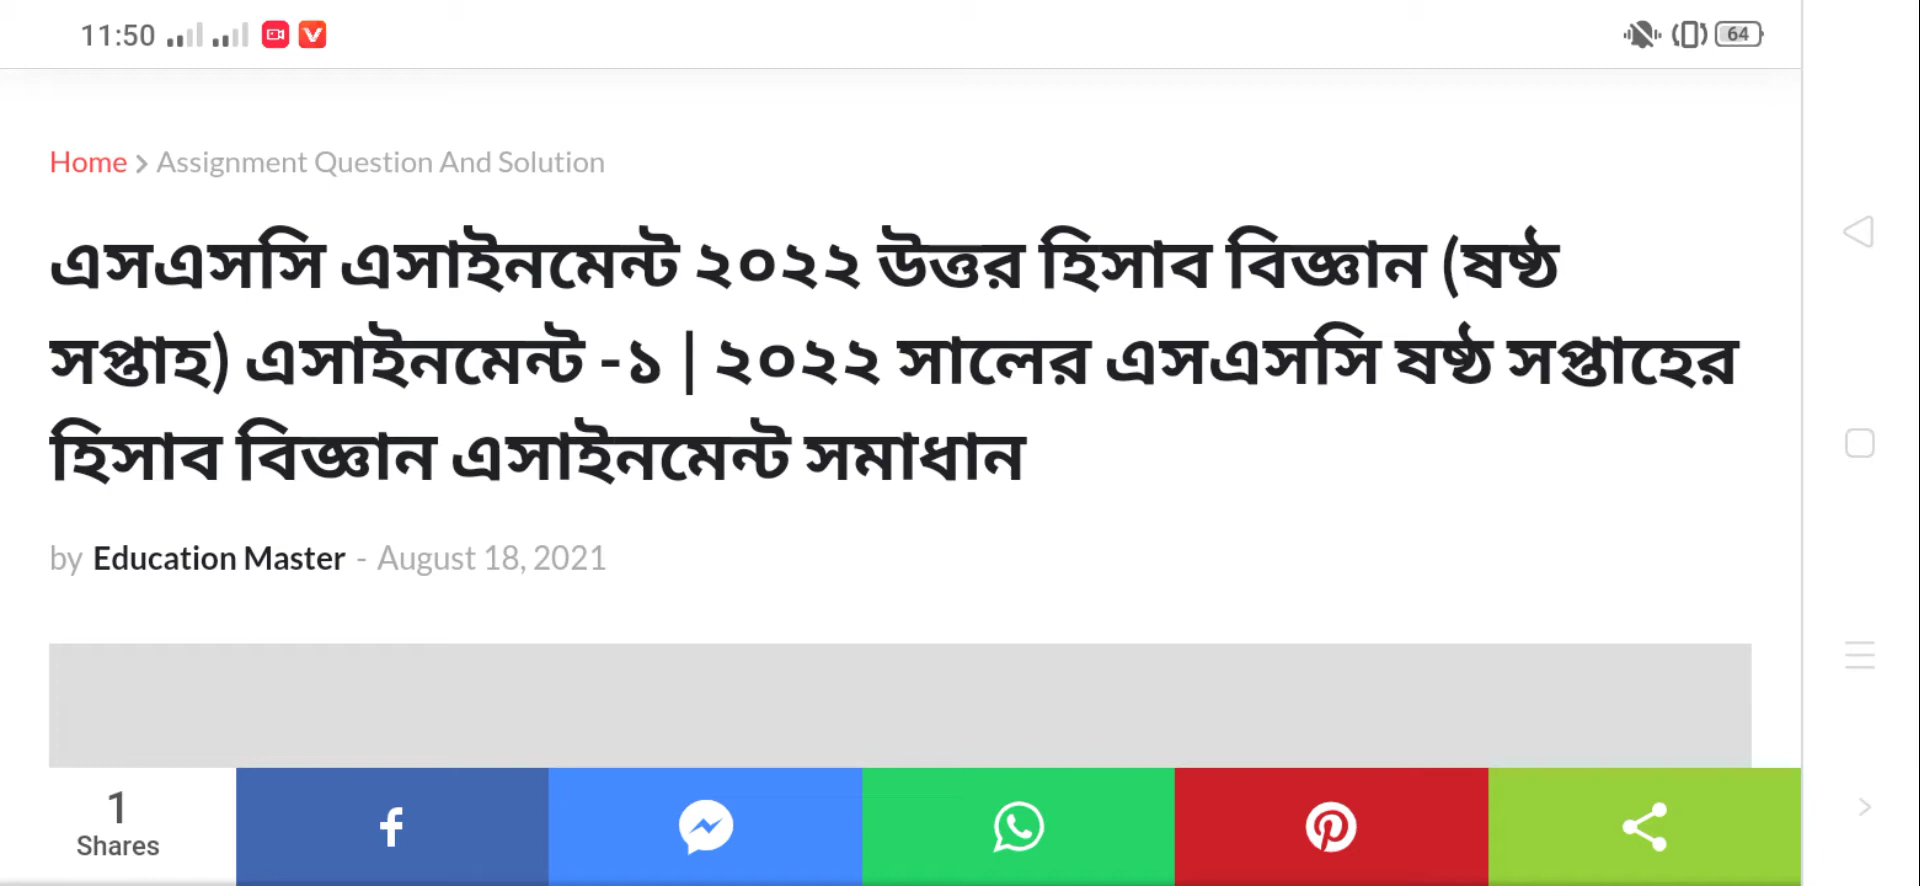 11:50
64
Home > Assignment Question And Solution
এসএসসি এসাইনমেন্ট ২০২২ উত্তর হিসাব বিজ্ঞান (ষষ্ঠ
সপ্তাহ) এসাইনমেন্ট -১ | ২০২২ সালের এসএসসি ষষ্ঠ সপ্তাহের
হিসাব বিজ্ঞান এসাইনমেন্ট সমাধান
by Education Master - August 18, 2021
1
Shares